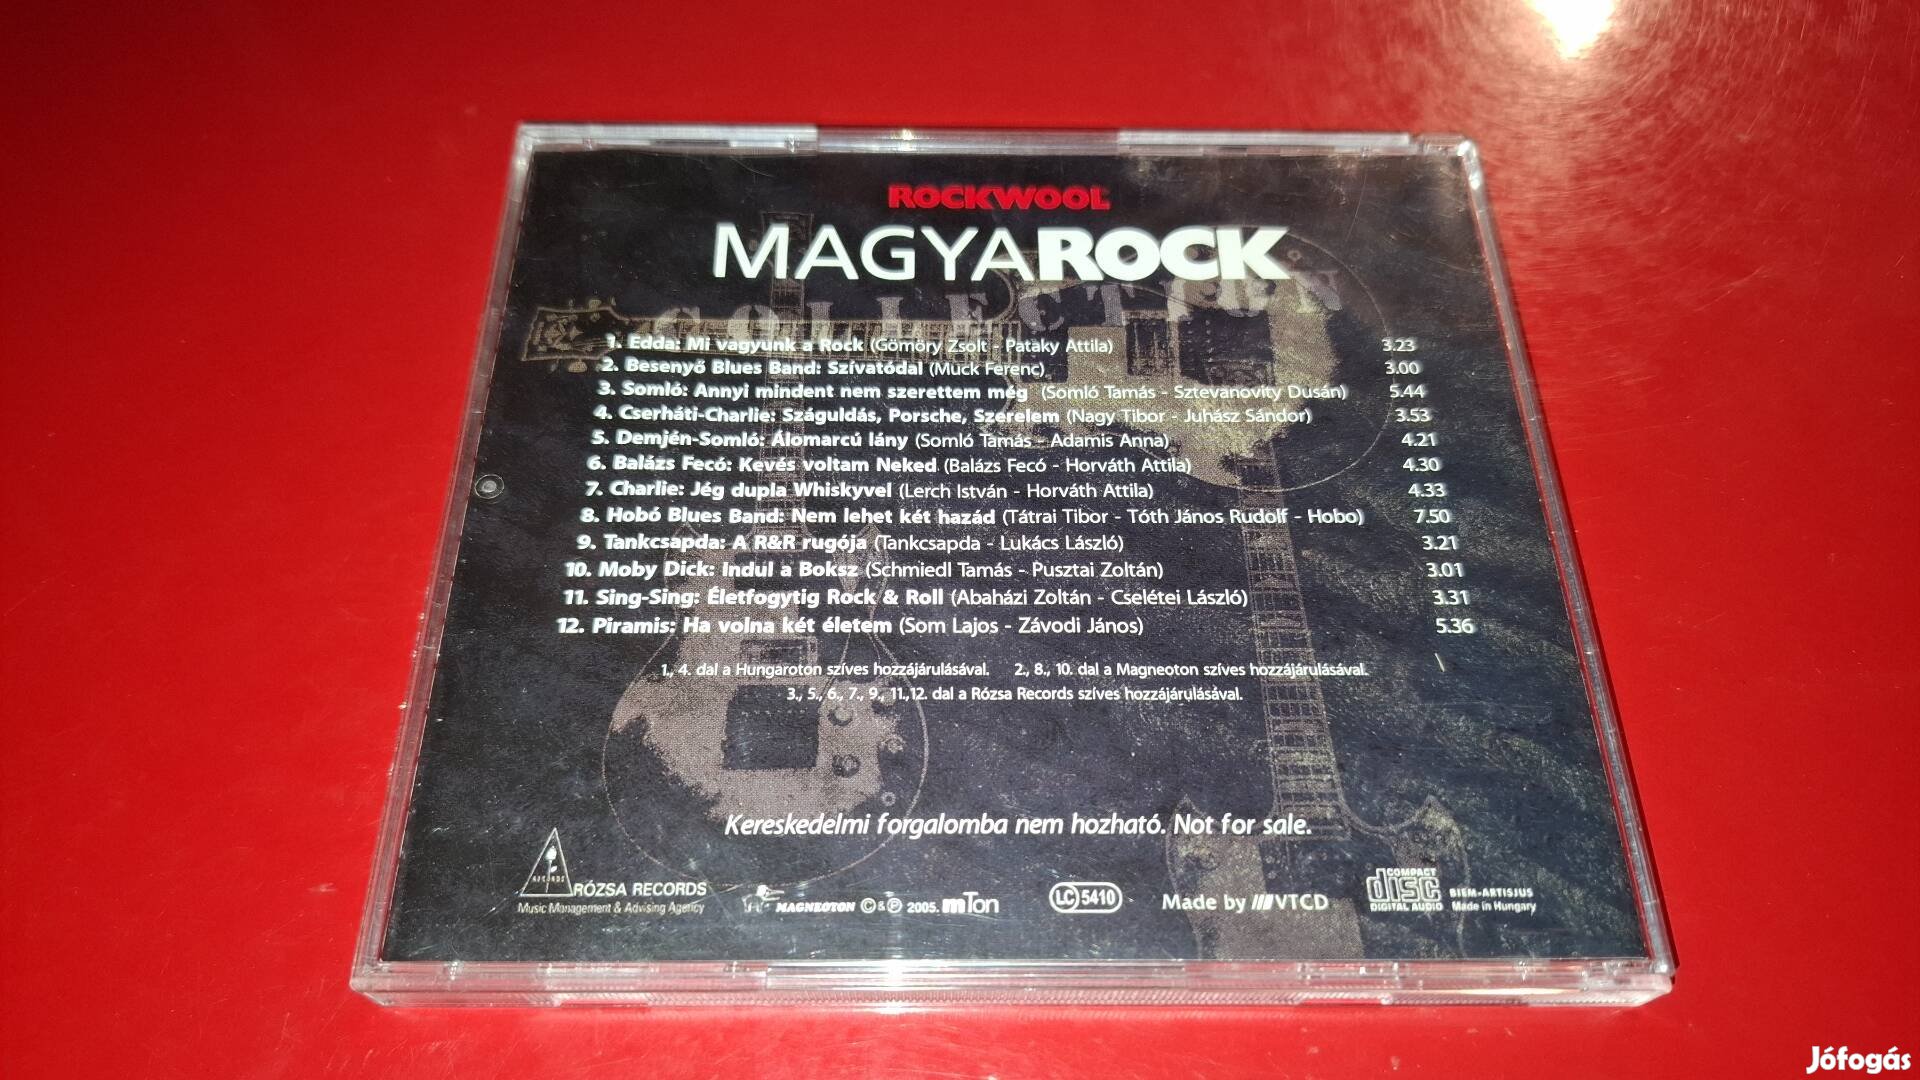 ROCKWOOL
MAGYAROCK
COLLECTION
1. Edda: Mi vagyunk a Rock (Gömöry Zsolt - Pataky Attila) 3.23
2. Besenyő Blues Band: Szívatódal (Muck Ferenc) 3.00
3. Somló: Annyi mindent nem szerettem még (Somló Tamás - Sztevanovity Dusán) 5.44
4. Cserháti-Charlie: Száguldás, Porsche, Szerelem (Nagy Tibor - Juhász Sándor) 3.53
5. Demjén-Somló: Álomarcú lány (Somló Tamás - Adamis Anna) 4.21
6. Balázs Fecó: Kevés voltam Neked (Balázs Fecó - Horváth Attila) 4.30
7. Charlie: Jég dupla Whiskyvel (Lerch István - Horváth Attila) 4.33
8. Hobó Blues Band: Nem lehet két hazád (Tátrai Tibor - Tóth János Rudolf - Hobo) 7.50
9. Tankcsapda: A R&R rugója (Tankcsapda - Lukács László) 3.21
10. Moby Dick: Indul a Boksz (Schmiedl Tamás - Pusztai Zoltán) 3.01
11. Sing-Sing: Életfogytig Rock & Roll (Abaházi Zoltán - Cselétei László) 3.31
12. Piramis: Ha volna két életem (Som Lajos - Závodi János) 5.36
1., 4. dal a Hungaroton szíves hozzájárulásával. 2., 8., 10. dal a Magneoton szíves hozzájárulásával.
3., 5., 6., 7., 9., 11.,12. dal a Rózsa Records szíves hozzájárulásával.
Kereskedelmi forgalomba nem hozható. Not for sale.
RECORDS
RÓZSA RECORDS
Music Management & Advising Agency
MAGNEOTON © & ℗ 2005. mTon
LC 5410
Made by VTCD
COMPACT disc DIGITAL AUDIO
BIEM-ARTISJUS
Made in Hungary
Jófogás